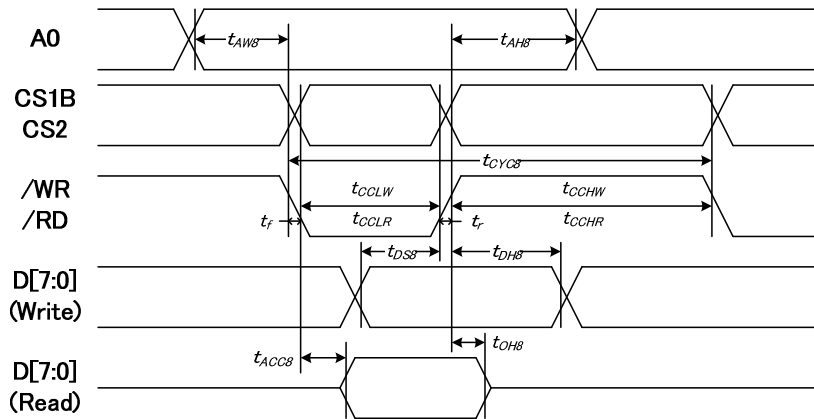 A0
tAW8
tAH8
CS1B
CS2
tCYC8
/WR
/RD
tCCLW
tCCHW
tf
tCCLR
tr
tCCHR
tDS8
tDH8
D[7:0]
(Write)
tACC8
tOH8
D[7:0]
(Read)